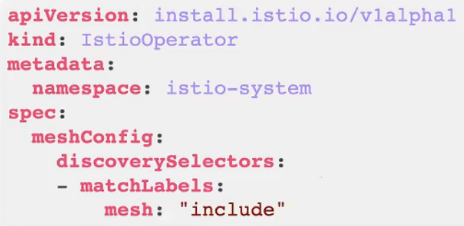 apiVersion: install.istio.io/v1alpha1
kind: IstioOperator
metadata:
  namespace: istio-system
spec:
  meshConfig:
    discoverySelectors:
    - matchLabels:
        mesh: "include"